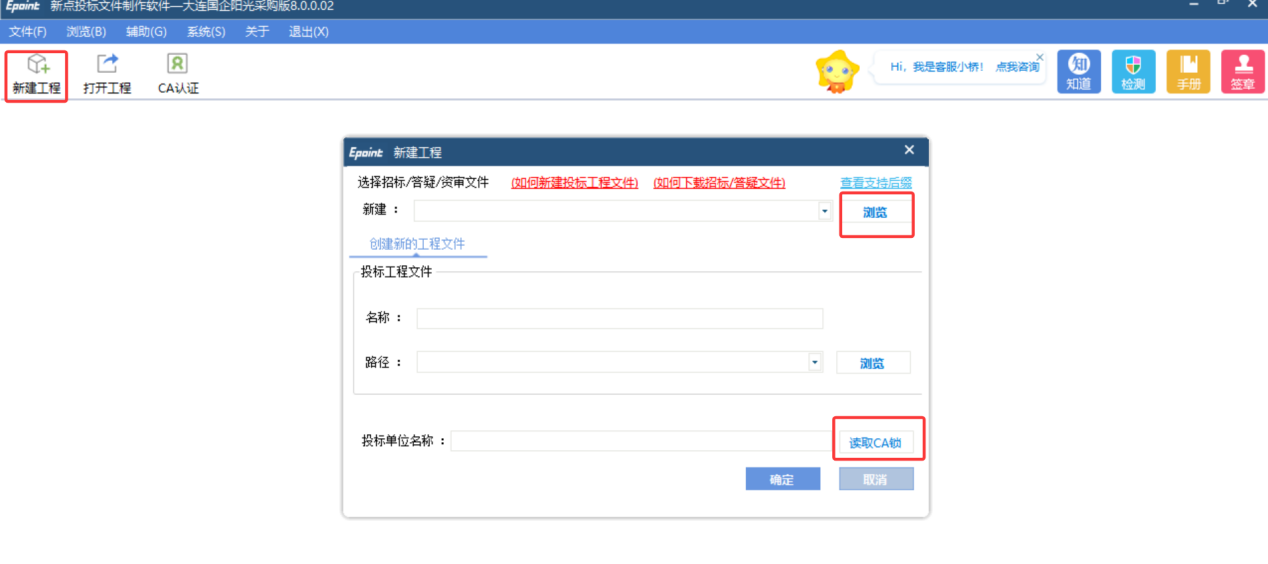 Epoint 新点投标文件制作软件—大连国企阳光采购版8.0.0.02
文件(F) 浏览(B) 辅助(G) 系统(S) 关于 退出(X)
新建工程 打开工程 CA认证
Hi，我是客服小桥！ 点我咨询
知
知道 检测 手册 签章
Epoint 新建工程
选择招标/答疑/资审文件 (如何新建投标工程文件) (如何下载招标/答疑文件) 查看支持后缀
新建 ： 浏览
创建新的工程文件
投标工程文件
名称 ：
路径 ： 浏览
投标单位名称 ： 读取CA锁
确定 取消